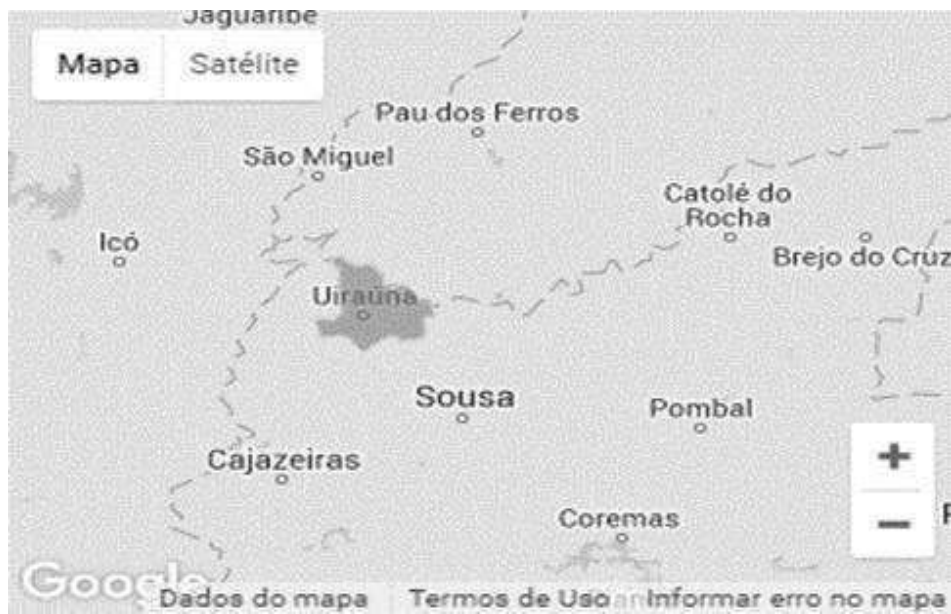 Jaguaribe
Mapa Satélite
Pau dos Ferros
São Miguel
Catolé do
Rocha
Icó
Brejo do Cruz
Uiraúna
Sousa
Pombal
Cajazeiras
+
Coremas
−
Google
Dados do mapa Termos de Uso Informar erro no mapa